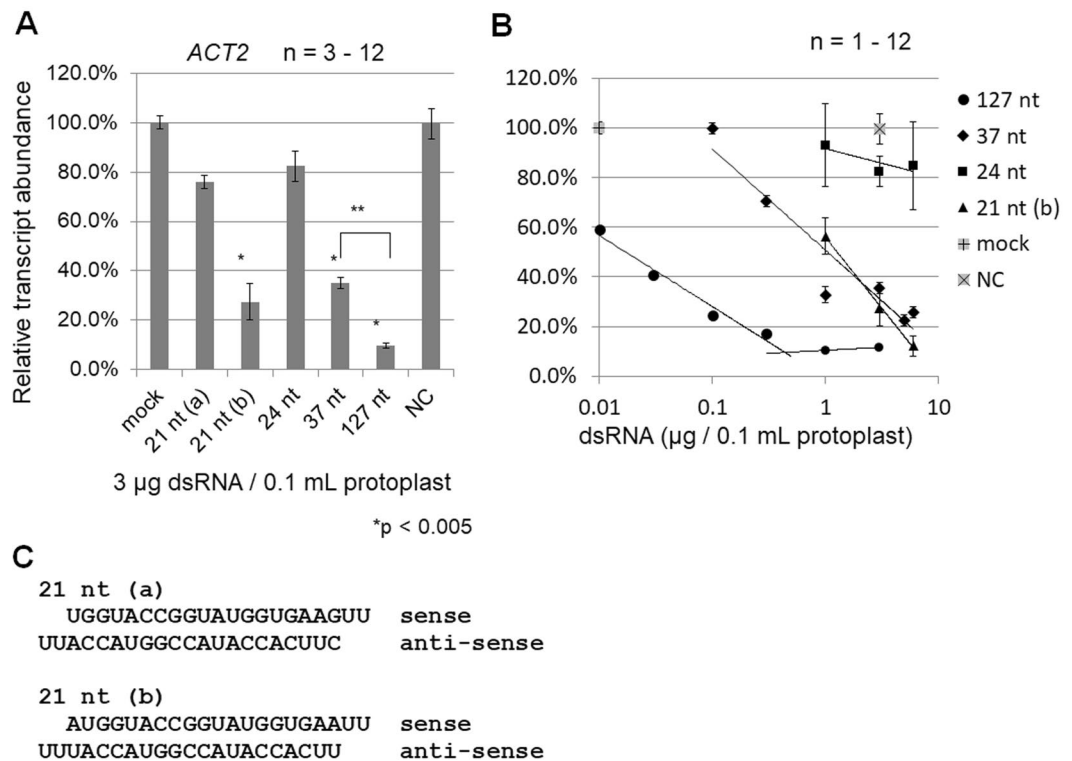 A
ACT2 n = 3 - 12
Relative transcript abundance
120.0%
100.0%
80.0%
60.0%
40.0%
20.0%
0.0%
*
*
**
*
mock
21 nt (a)
21 nt (b)
24 nt
37 nt
127 nt
NC
3 µg dsRNA / 0.1 mL protoplast
*p < 0.005
B
n = 1 - 12
120.0%
100.0%
80.0%
60.0%
40.0%
20.0%
0.0%
0.01 0.1 1 10
dsRNA (µg / 0.1 mL protoplast)
127 nt
37 nt
24 nt
21 nt (b)
mock
NC
C
21 nt (a)
UGGUACCGGUAUGGUGAAGUU sense
UUACCAUGGCCAUACCACUUC anti-sense
21 nt (b)
AUGGUACCGGUAUGGUGAAUU sense
UUUACCAUGGCCAUACCACUU anti-sense